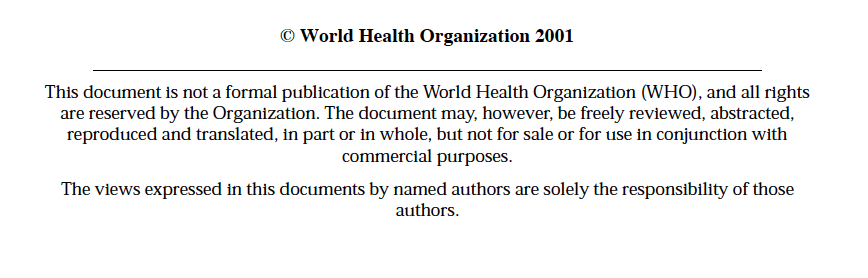 © World Health Organization 2001
This document is not a formal publication of the World Health Organization (WHO), and all rights
are reserved by the Organization. The document may, however, be freely reviewed, abstracted,
reproduced and translated, in part or in whole, but not for sale or for use in conjunction with
commercial purposes.
The views expressed in this documents by named authors are solely the responsibility of those
authors.